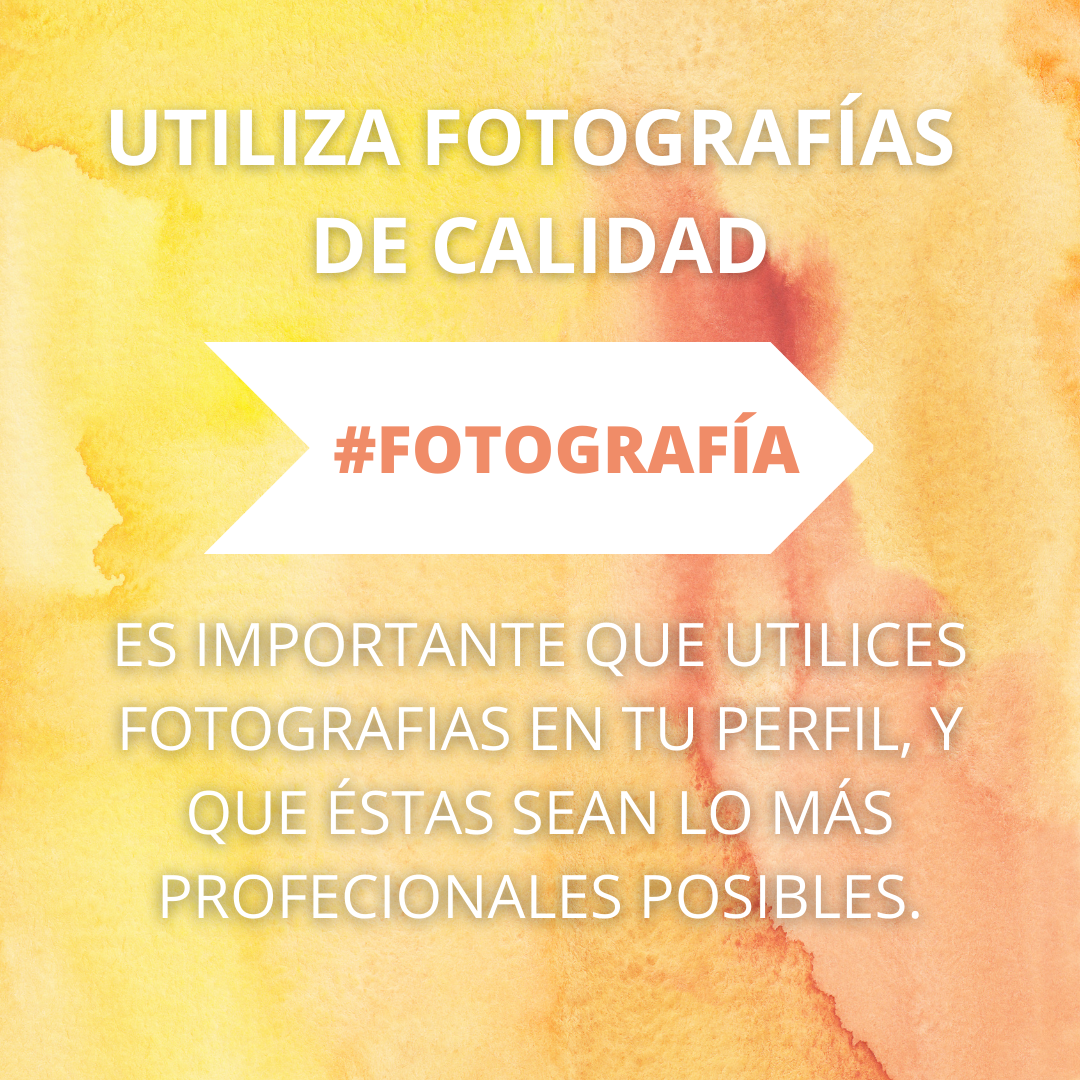 UTILIZA FOTOGRAFÍAS
DE CALIDAD
#FOTOGRAFÍA
ES IMPORTANTE QUE UTILICES
FOTOGRAFIAS EN TU PERFIL, Y
QUE ÉSTAS SEAN LO MÁS
PROFECIONALES POSIBLES.